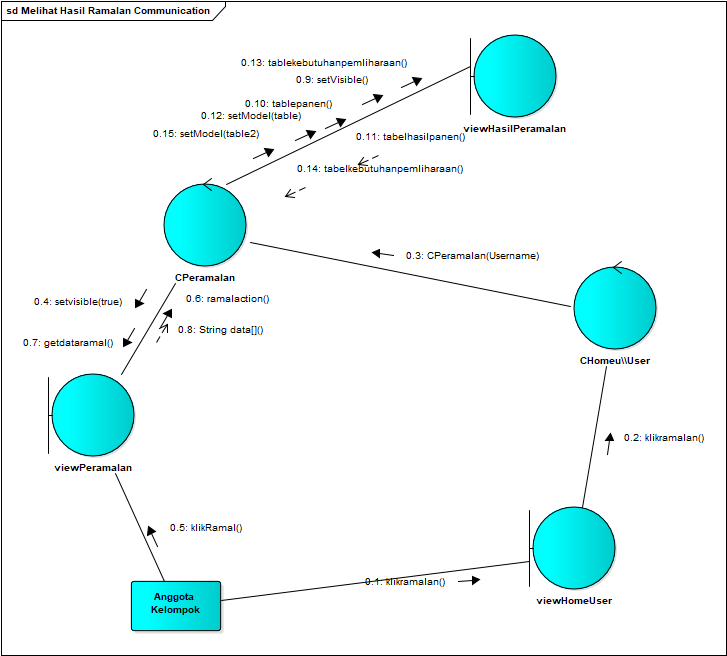 sd Melihat Hasil Ramalan Communication
0.13: tablekebutuhanpemliharaan()
0.9: setVisible()
0.10: tablepanen()
0.12: setModel(table)
0.15: setModel(table2)
0.11: tabelhasilpanen()
0.14: tabelkebutuhanpemliharaan()
viewHasilPeramalan
CPeramalan
0.3: CPeramalan(Username)
0.4: setvisible(true)
0.6: ramalaction()
0.8: String data[]()
0.7: getdataramal()
CHomeu\\User
viewPeramalan
0.2: klikramalan()
0.5: klikRamal()
0.1: klikramalan()
Anggota
Kelompok
viewHomeUser